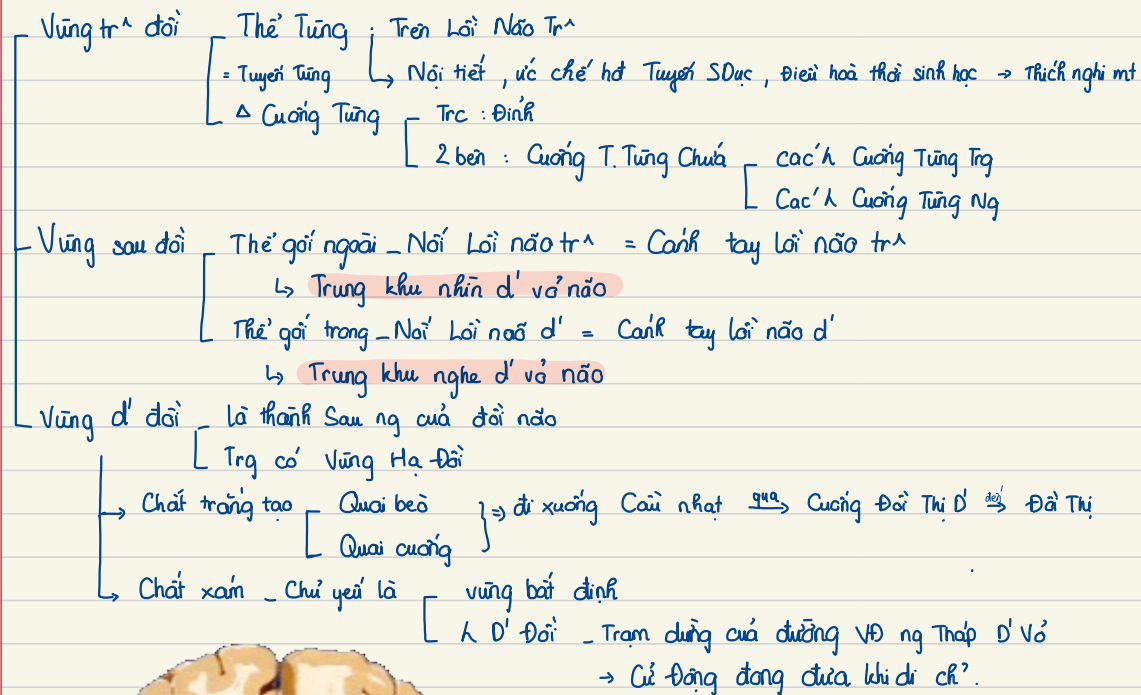 Vùng tr^ đồi Thể Tùng : Trên Lồi Não Tr^
= Tuyến Tùng ↳ Nội tiết, ức chế hđ Tuyến SDục, Điều hoà thời sinh học → Thích nghi mt
Δ Cuống Tùng Trc : Đỉnh
2 bên : Cuống T.Tùng Chứa các h Cuống Tùng Trg
Các h Cuống Tùng Ng
Vùng sau đồi Thể gối ngoài _ Nối Lồi não tr^ = Cánh tay lồi não tr^
↳ Trung khu nhìn d' vỏ não
Thể gối trong _ Nối Lồi não d' = Cánh tay lồi não d'
↳ Trung khu nghe d' vỏ não
Vùng d' đồi _ là thành Sau ng của đồi não
Trg có Vùng Hạ Đồi
→ Chất trắng tạo Quai bèo ⇒ đi xuống Cầu nhạt qua→ Cuống Đồi Thị D' đến→ Đồi Thị
Quai cuống
↳ Chất xám _ Chủ yếu là vùng bất định
h D' Đồi _ Trạm dừng của đường VĐ ng Tháp D' Vỏ
→ Cử Động đong đưa khi di ch?.